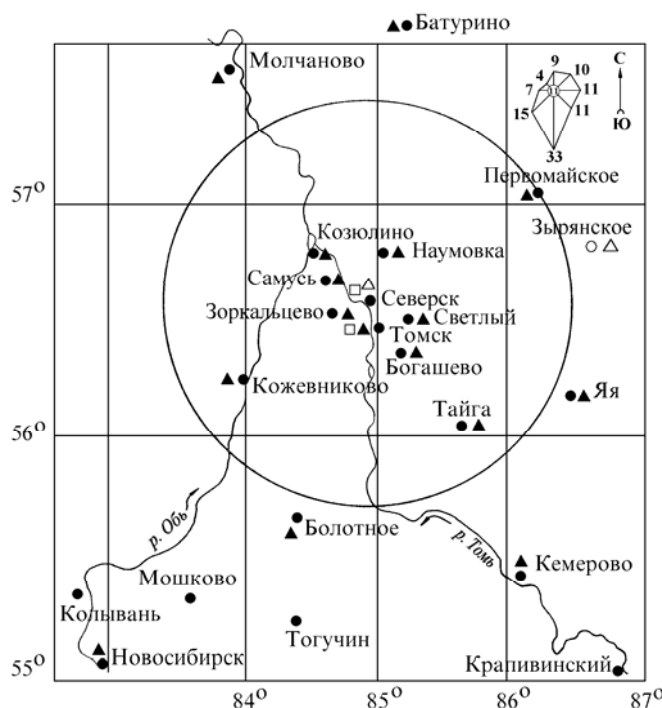 Батурино
Молчаново
С
9
4
10
7
11
11
15
11
Ю
33
57°
Первомайское
Зырянское
Козюлино
Наумовка
Самусь
Северск
Зоркальцево
Светлый
Томск
Богашево
Кожевниково
Яя
Тайга
56°
р. Обь
Болотное
р. Томь
Кемерово
Мошково
Колывань
Тогучин
Новосибирск
Крапивинский
55°
84°
85°
86°
87°